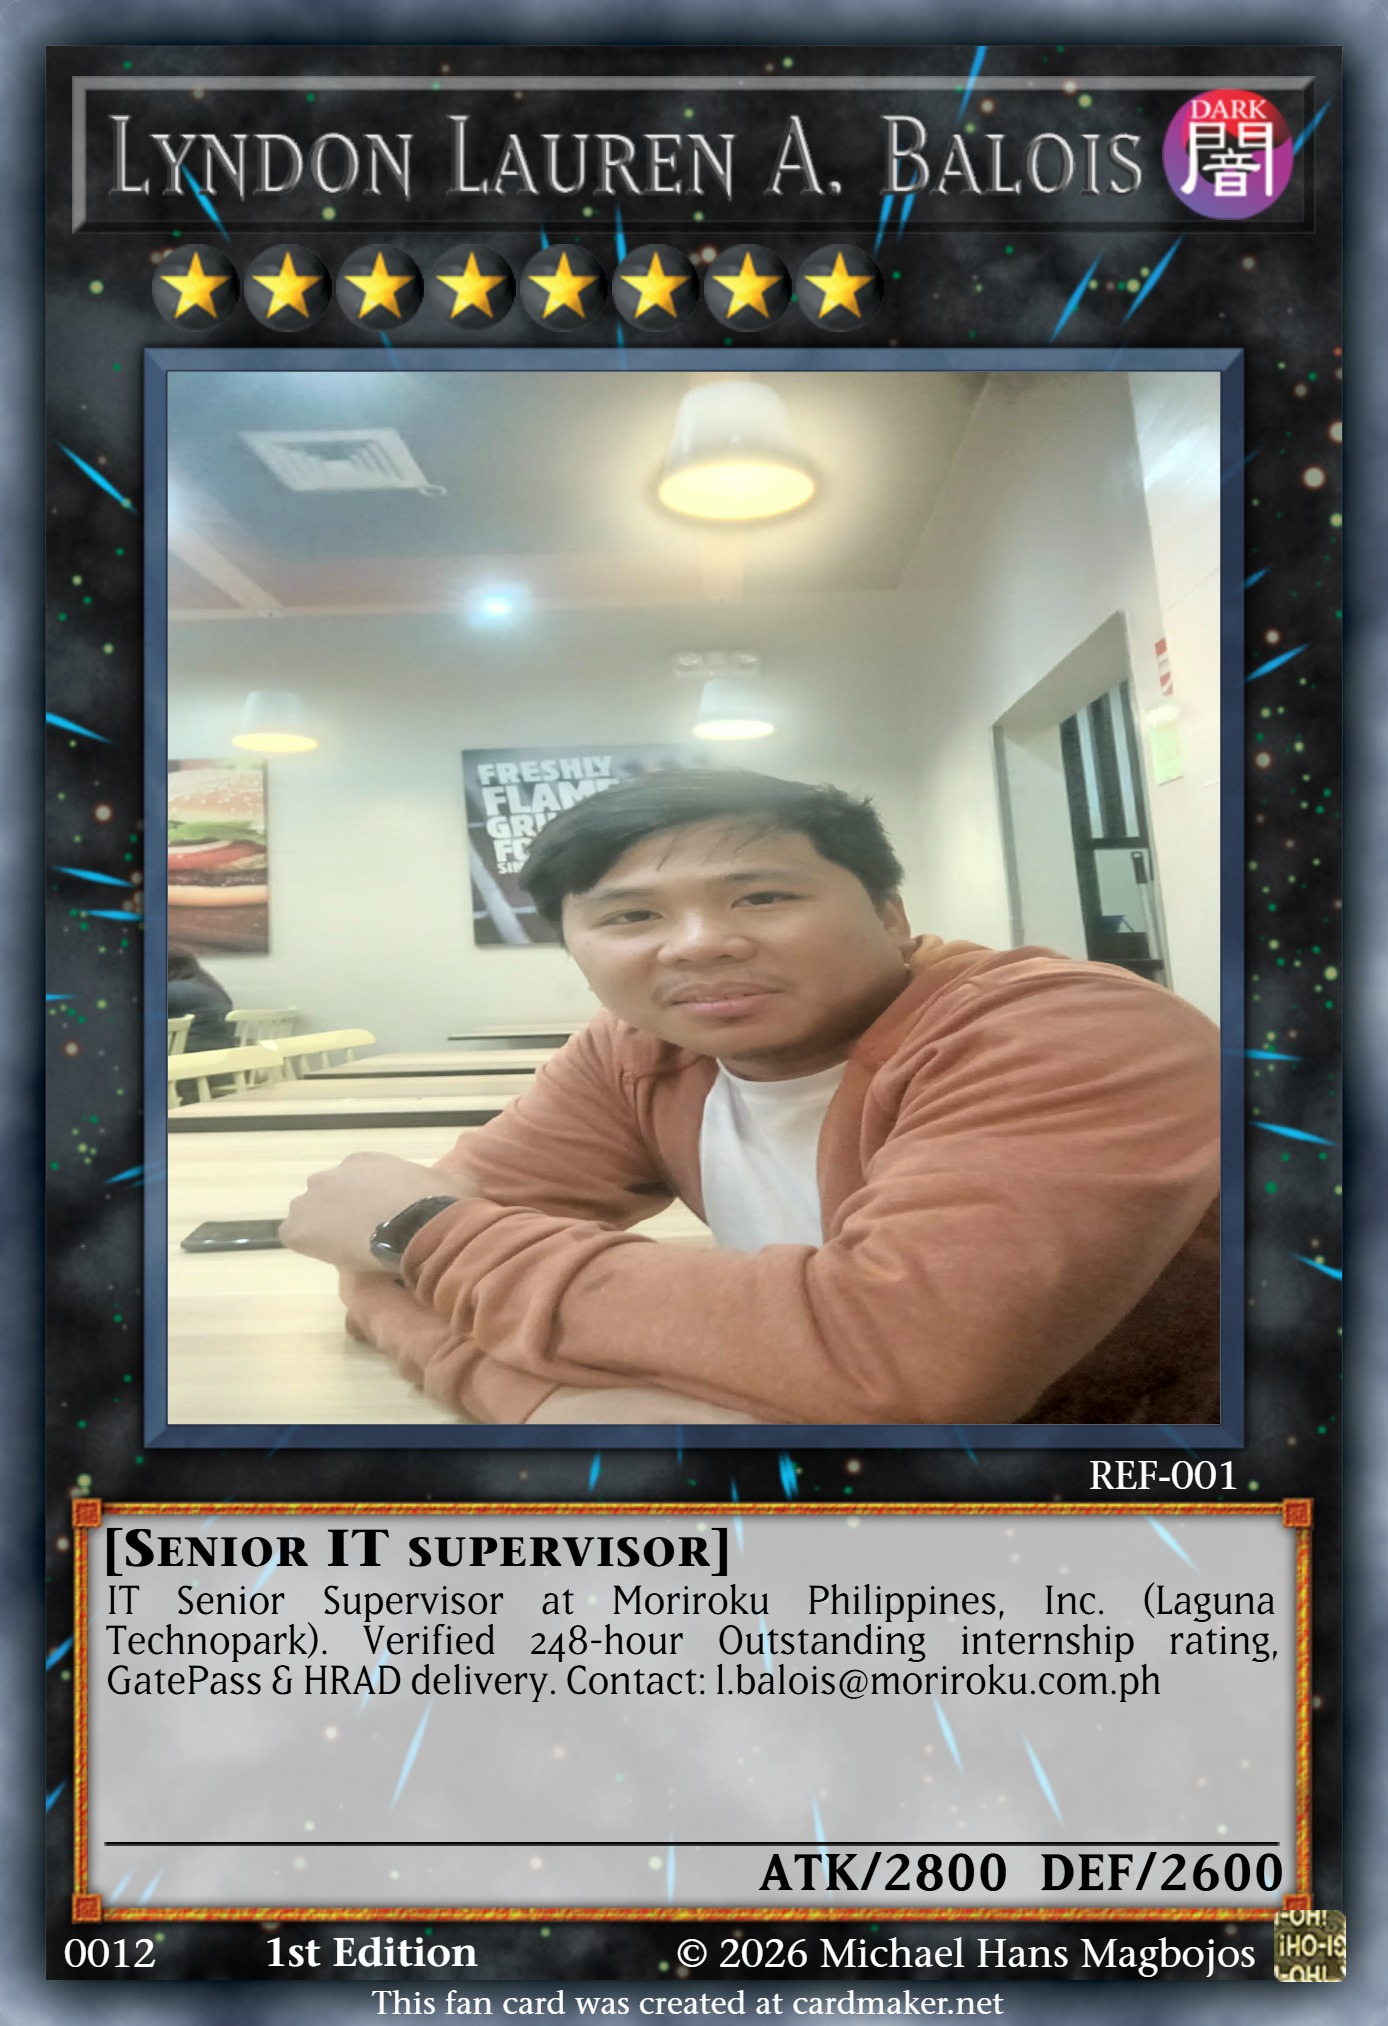 Lyndon Lauren A. Balois
DARK
闇
FRESHLY
FLAME
REF-001
[Senior IT supervisor]
IT Senior Supervisor at Moriroku Philippines, Inc. (Laguna
Technopark). Verified 248-hour Outstanding internship rating,
GatePass & HRAD delivery. Contact: l.balois@moriroku.com.ph
ATK/2800 DEF/2600
0012 1st Edition © 2026 Michael Hans Magbojos
This fan card was created at cardmaker.net